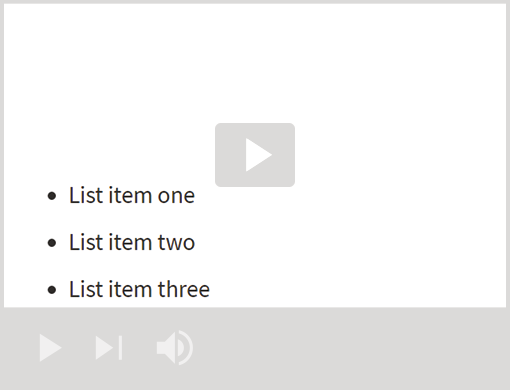 • List item one
• List item two
• List item three